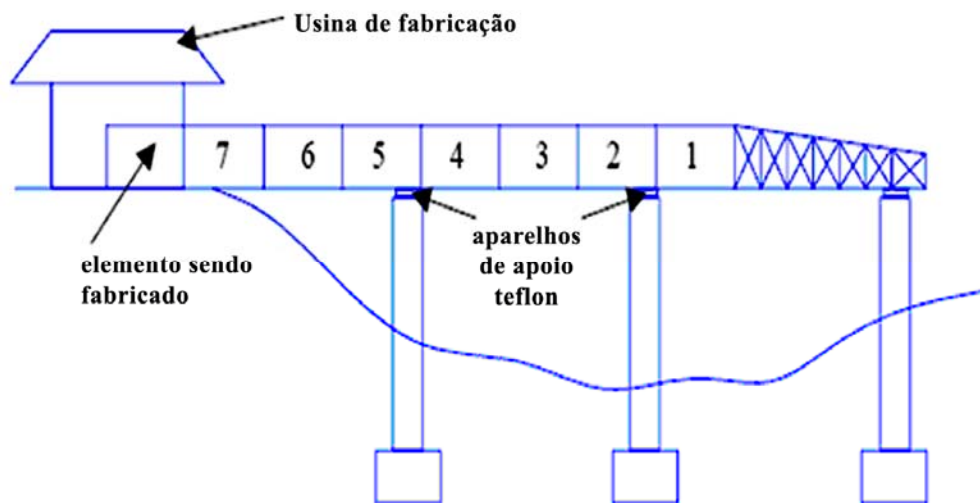 Usina de fabricação
7 6 5 4 3 2 1
elemento sendo
fabricado
aparelhos
de apoio
teflon